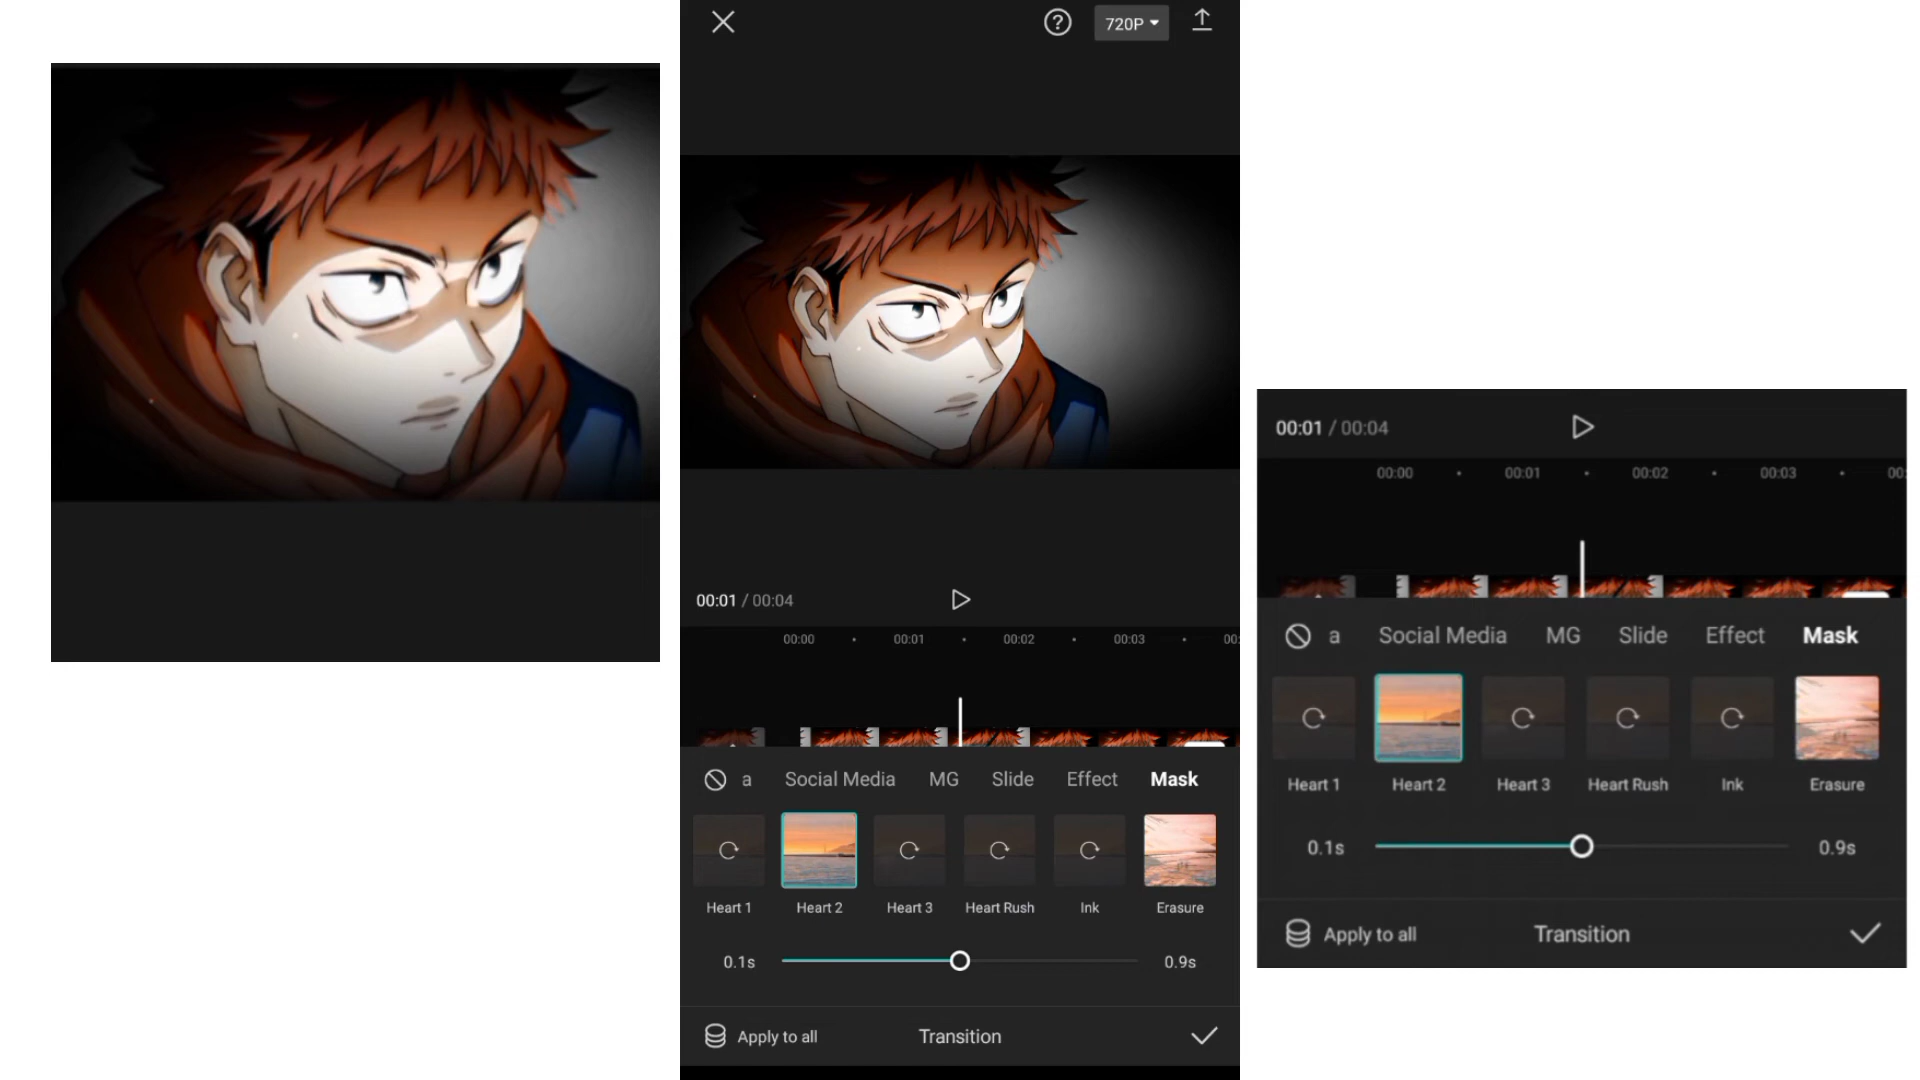 720P
00:01 / 00:04
00:00 00:01 00:02 00:03 00:
a Social Media MG Slide Effect Mask
Heart 1 Heart 2 Heart 3 Heart Rush Ink Erasure
0.1s 0.9s
Apply to all Transition
00:01 / 00:04
00:00 00:01 00:02 00:03 00:
a Social Media MG Slide Effect Mask
Heart 1 Heart 2 Heart 3 Heart Rush Ink Erasure
0.1s 0.9s
Apply to all Transition